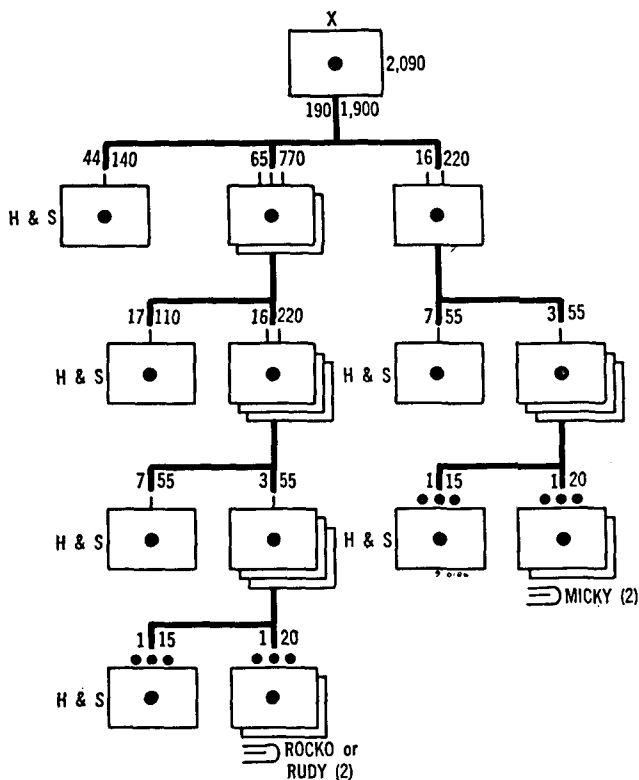 X
2,090
190 1,900
44 140 65 770 16 220
H & S
17 110 16 220 7 55 3 55
H & S H & S
7 55 3 55 1 15 1 20
H & S H & S
MICKY (2)
1 15 1 20
H & S
ROCKO or
RUDY (2)